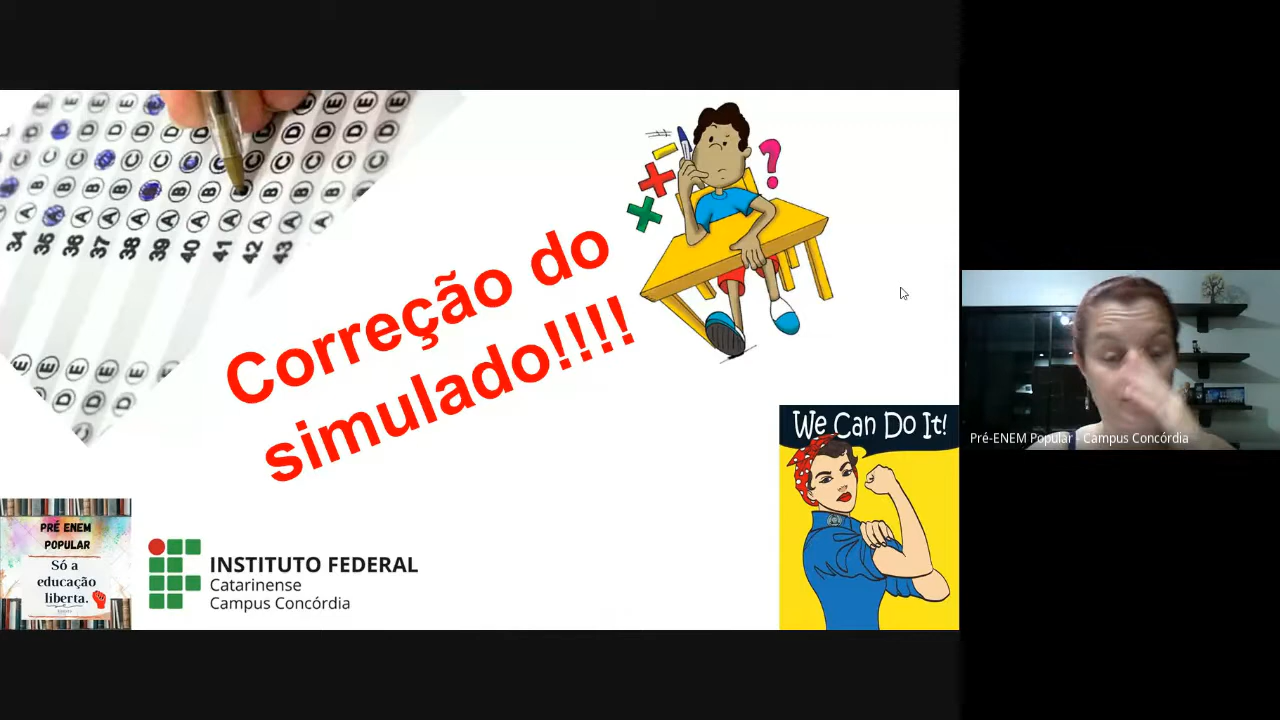 34 35 36 37 38 39 40 41 42 43
Correção do
simulado!!!!
?
We Can Do It!
PRÉ ENEM
POPULAR
Só a
educação
liberta.
INSTITUTO FEDERAL
Catarinense
Campus Concórdia
Pré-ENEM Popular - Campus Concórdia